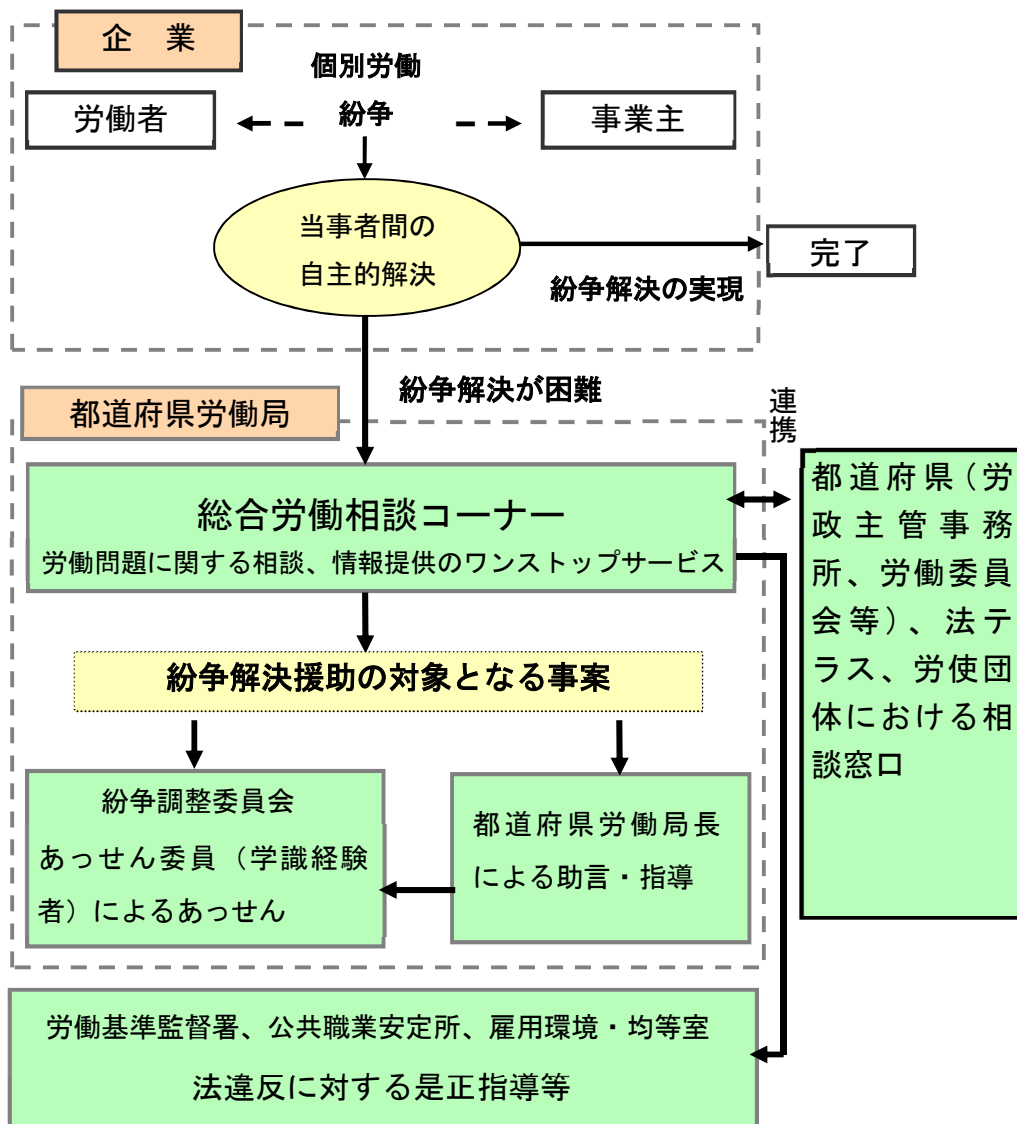 企　業
個別労働
紛争
労働者
事業主
当事者間の
自主的解決
完了
紛争解決の実現
紛争解決が困難
都道府県労働局
連
携
総合労働相談コーナー
労働問題に関する相談、情報提供のワンストップサービス
都道府県（労
政主管事務
所、労働委員
会等）、法テ
ラス、労使団
体における相
談窓口
紛争解決援助の対象となる事案
紛争調整委員会
あっせん委員（学識経験
者）によるあっせん
都道府県労働局長
による助言・指導
労働基準監督署、公共職業安定所、雇用環境・均等室
法違反に対する是正指導等